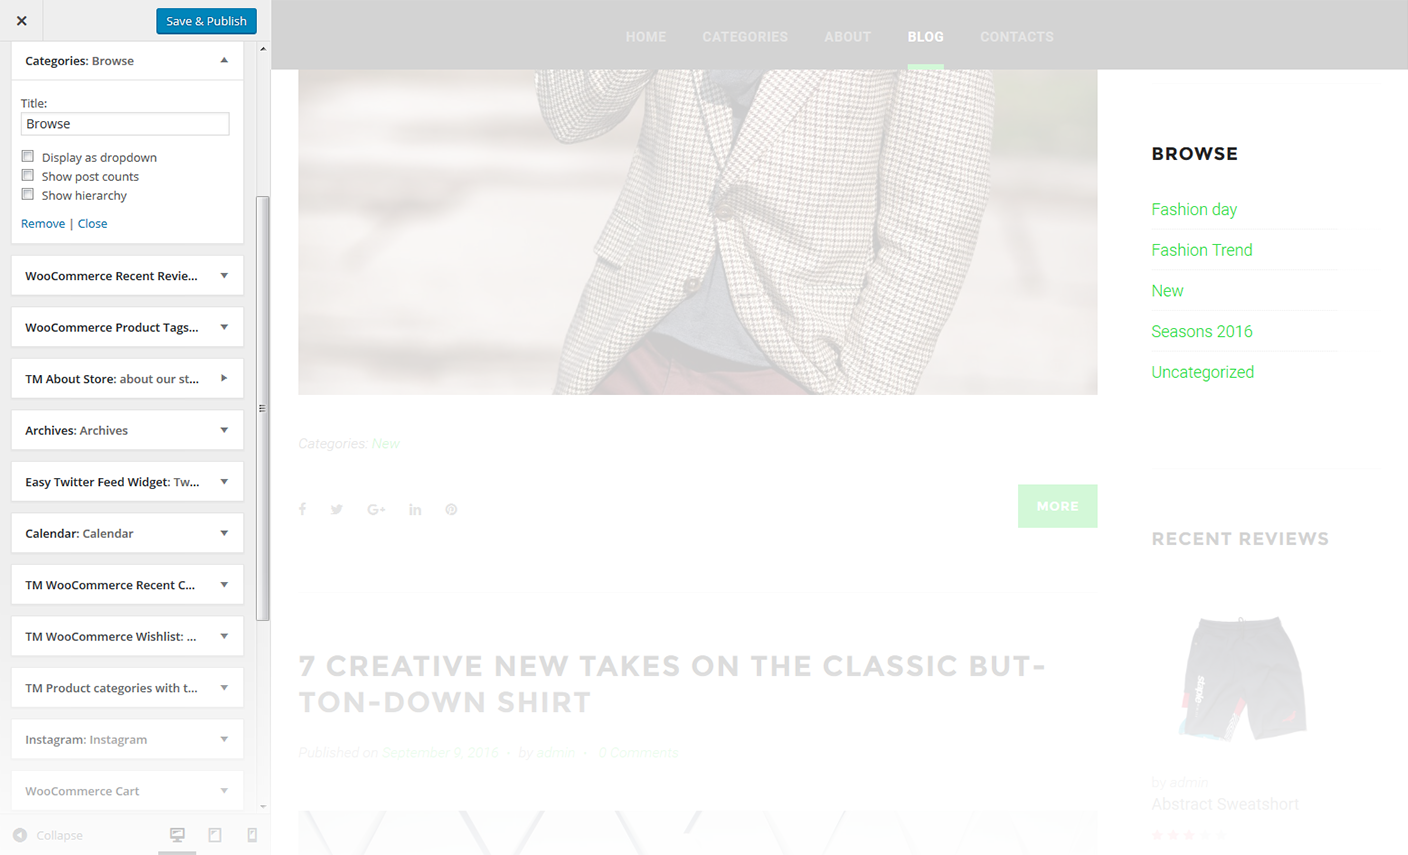 Save & Publish
Categories: Browse
Title:
Browse
Display as dropdown
Show post counts
Show hierarchy
Remove | Close
WooCommerce Recent Revie...
WooCommerce Product Tags...
TM About Store: about our st...
Archives: Archives
Easy Twitter Feed Widget: Tw...
Calendar: Calendar
TM WooCommerce Recent C...
TM WooCommerce Wishlist: ...
TM Product categories with t...
Instagram: Instagram
WooCommerce Cart
Collapse
HOME CATEGORIES ABOUT BLOG CONTACTS
Categories: New
MORE
7 CREATIVE NEW TAKES ON THE CLASSIC BUT-
TON-DOWN SHIRT
Published on September 9, 2016 - by admin - 0 Comments
BROWSE
Fashion day
Fashion Trend
New
Seasons 2016
Uncategorized
RECENT REVIEWS
by admin
Abstract Sweatshort